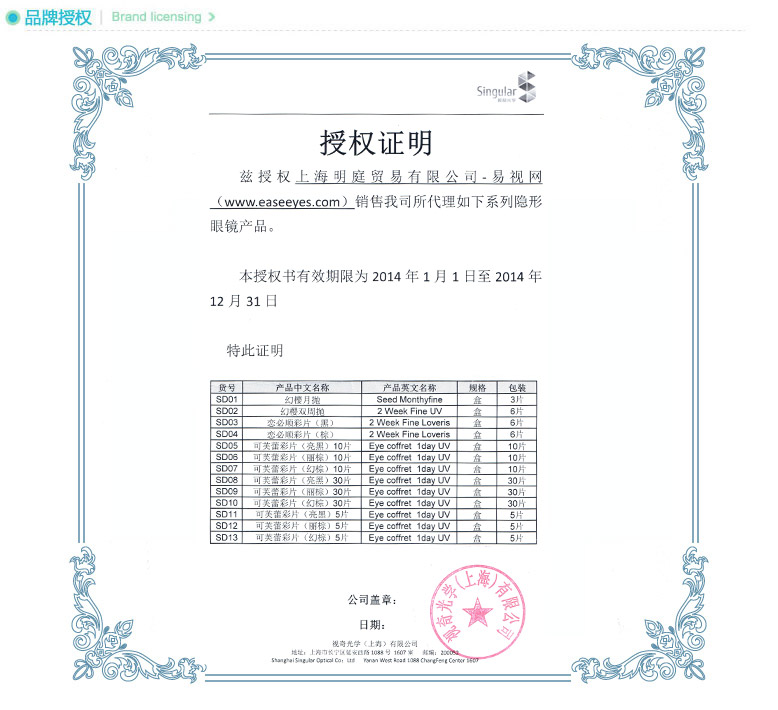 品牌授权 | Brand licensing >
Singular
授权证明
兹授权上海明庭贸易有限公司-易视网
（www.easeeyes.com）销售我司所代理如下系列隐形
眼镜产品。
本授权书有效期限为 2014 年 1 月 1 日至 2014 年
12 月 31 日
特此证明
货号 产品中文名称 产品英文名称 规格 包装
SD01 幻樱月抛 Seed Monthyfine 盒 3片
SD02 幻樱双周抛 2 Week Fine UV 盒 6片
SD03 恋必顺彩片（黑） 2 Week Fine Loveris 盒 6片
SD04 恋必顺彩片（棕） 2 Week Fine Loveris 盒 6片
SD05 可芙蕾彩片（亮黑）10片 Eye coffret 1day UV 盒 10片
SD06 可芙蕾彩片（丽棕）10片 Eye coffret 1day UV 盒 10片
SD07 可芙蕾彩片（幻棕）10片 Eye coffret 1day UV 盒 10片
SD08 可芙蕾彩片（亮黑）30片 Eye coffret 1day UV 盒 30片
SD09 可芙蕾彩片（丽棕）30片 Eye coffret 1day UV 盒 30片
SD10 可芙蕾彩片（幻棕）30片 Eye coffret 1day UV 盒 30片
SD11 可芙蕾彩片（亮黑）5片 Eye coffret 1day UV 盒 5片
SD12 可芙蕾彩片（丽棕）5片 Eye coffret 1day UV 盒 5片
SD13 可芙蕾彩片（幻棕）5片 Eye coffret 1day UV 盒 5片
公司盖章：
日期：
视奇光学（上海）有限公司
视奇光学（上海）有限公司
地址：上海市长宁区延安西路 1088 号 1607 室 邮编：200052
Shanghai Singular Optical Co；Ltd Yanan West Road 1088 ChangFeng Center 1607